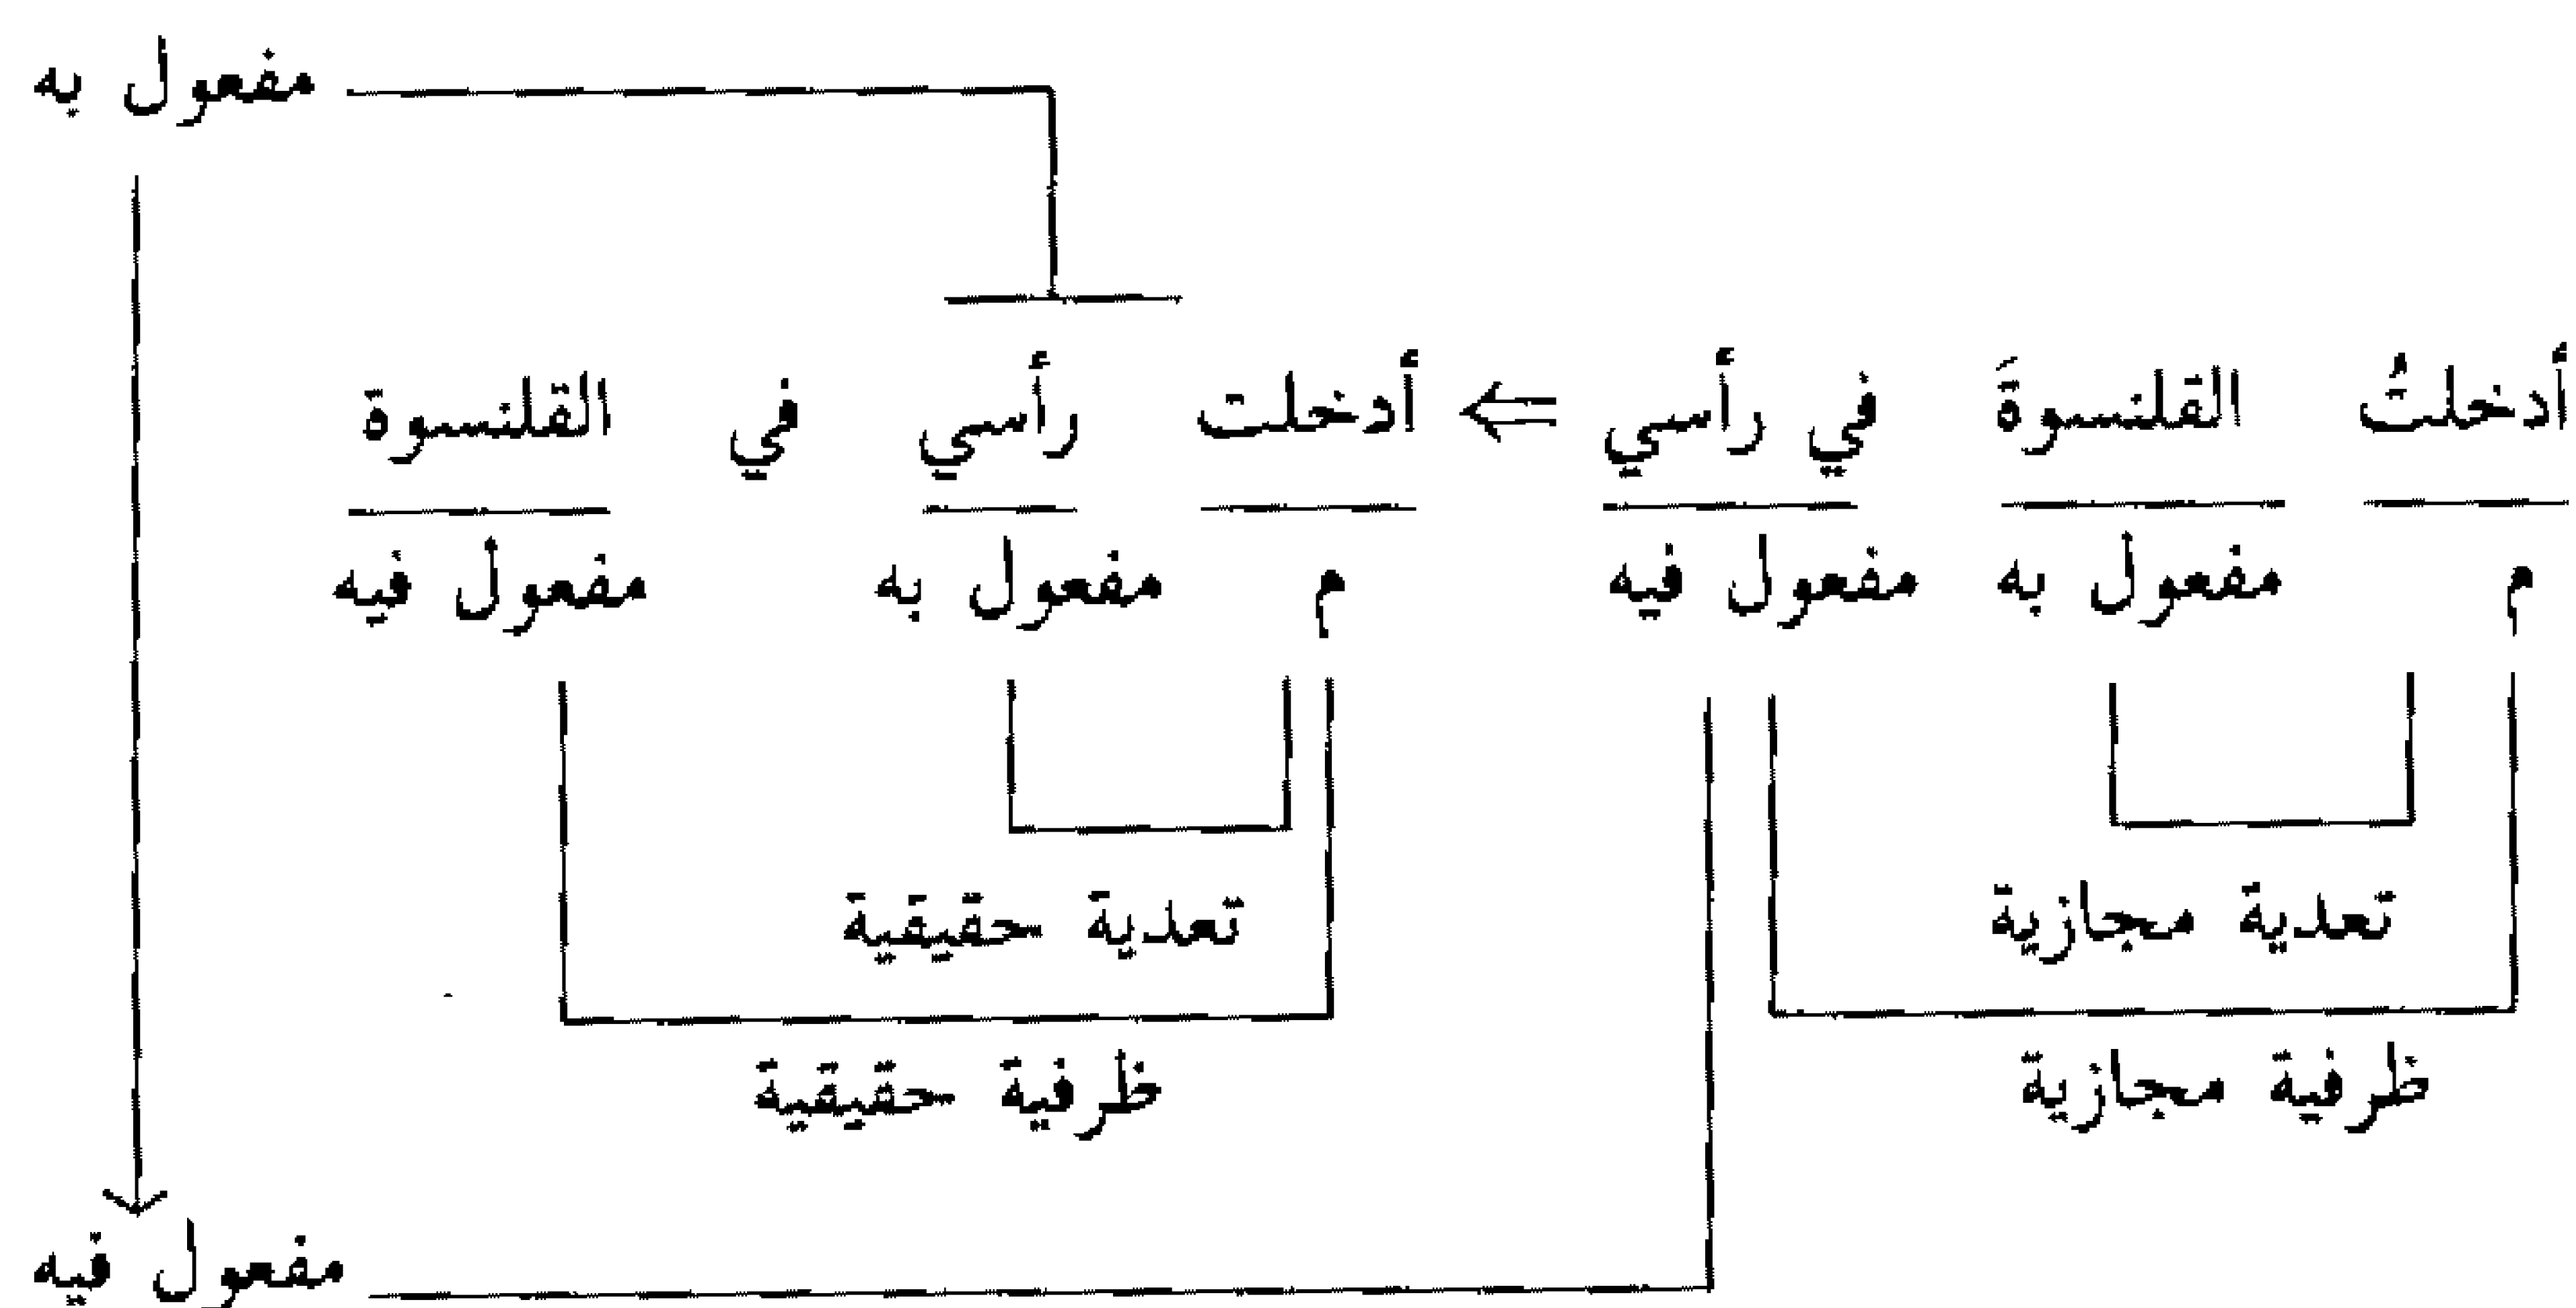 مفعول به
أدخلتُ القلنسوةَ في رأسي ⇐ أدخلت رأسي في القلنسوة
م مفعول به مفعول فيه م مفعول به مفعول فيه
تعدية مجازية تعدية حقيقية
ظرفية مجازية ظرفية حقيقية
مفعول فيه